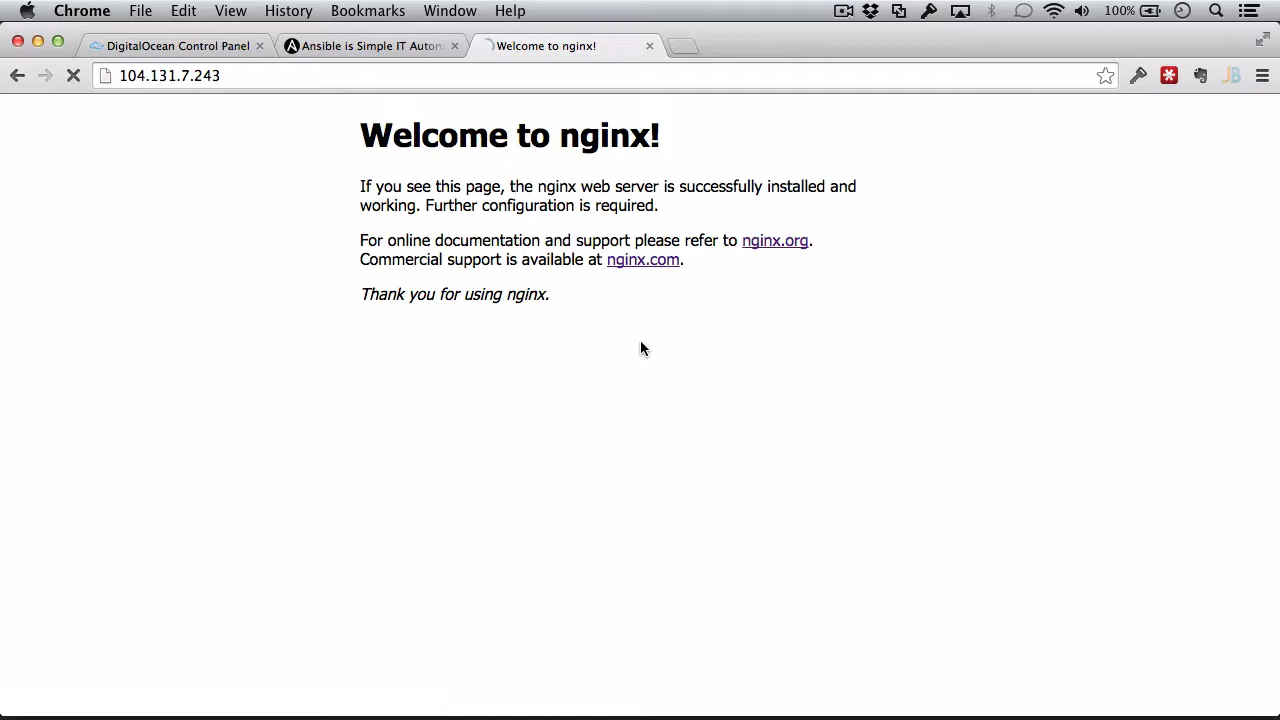 Chrome File Edit View History Bookmarks Window Help 100%
DigitalOcean Control Panel Ansible is Simple IT Autom Welcome to nginx!
104.131.7.243 JB
Welcome to nginx!
If you see this page, the nginx web server is successfully installed and
working. Further configuration is required.
For online documentation and support please refer to nginx.org.
Commercial support is available at nginx.com.
Thank you for using nginx.